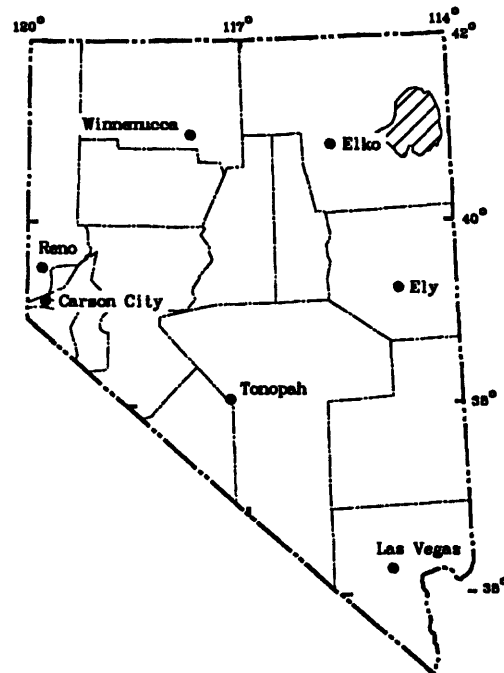 120°
117°
114°
42°
Winnemucca
Elko
40°
Reno
Ely
Carson City
Tonopah
38°
Las Vegas
36°